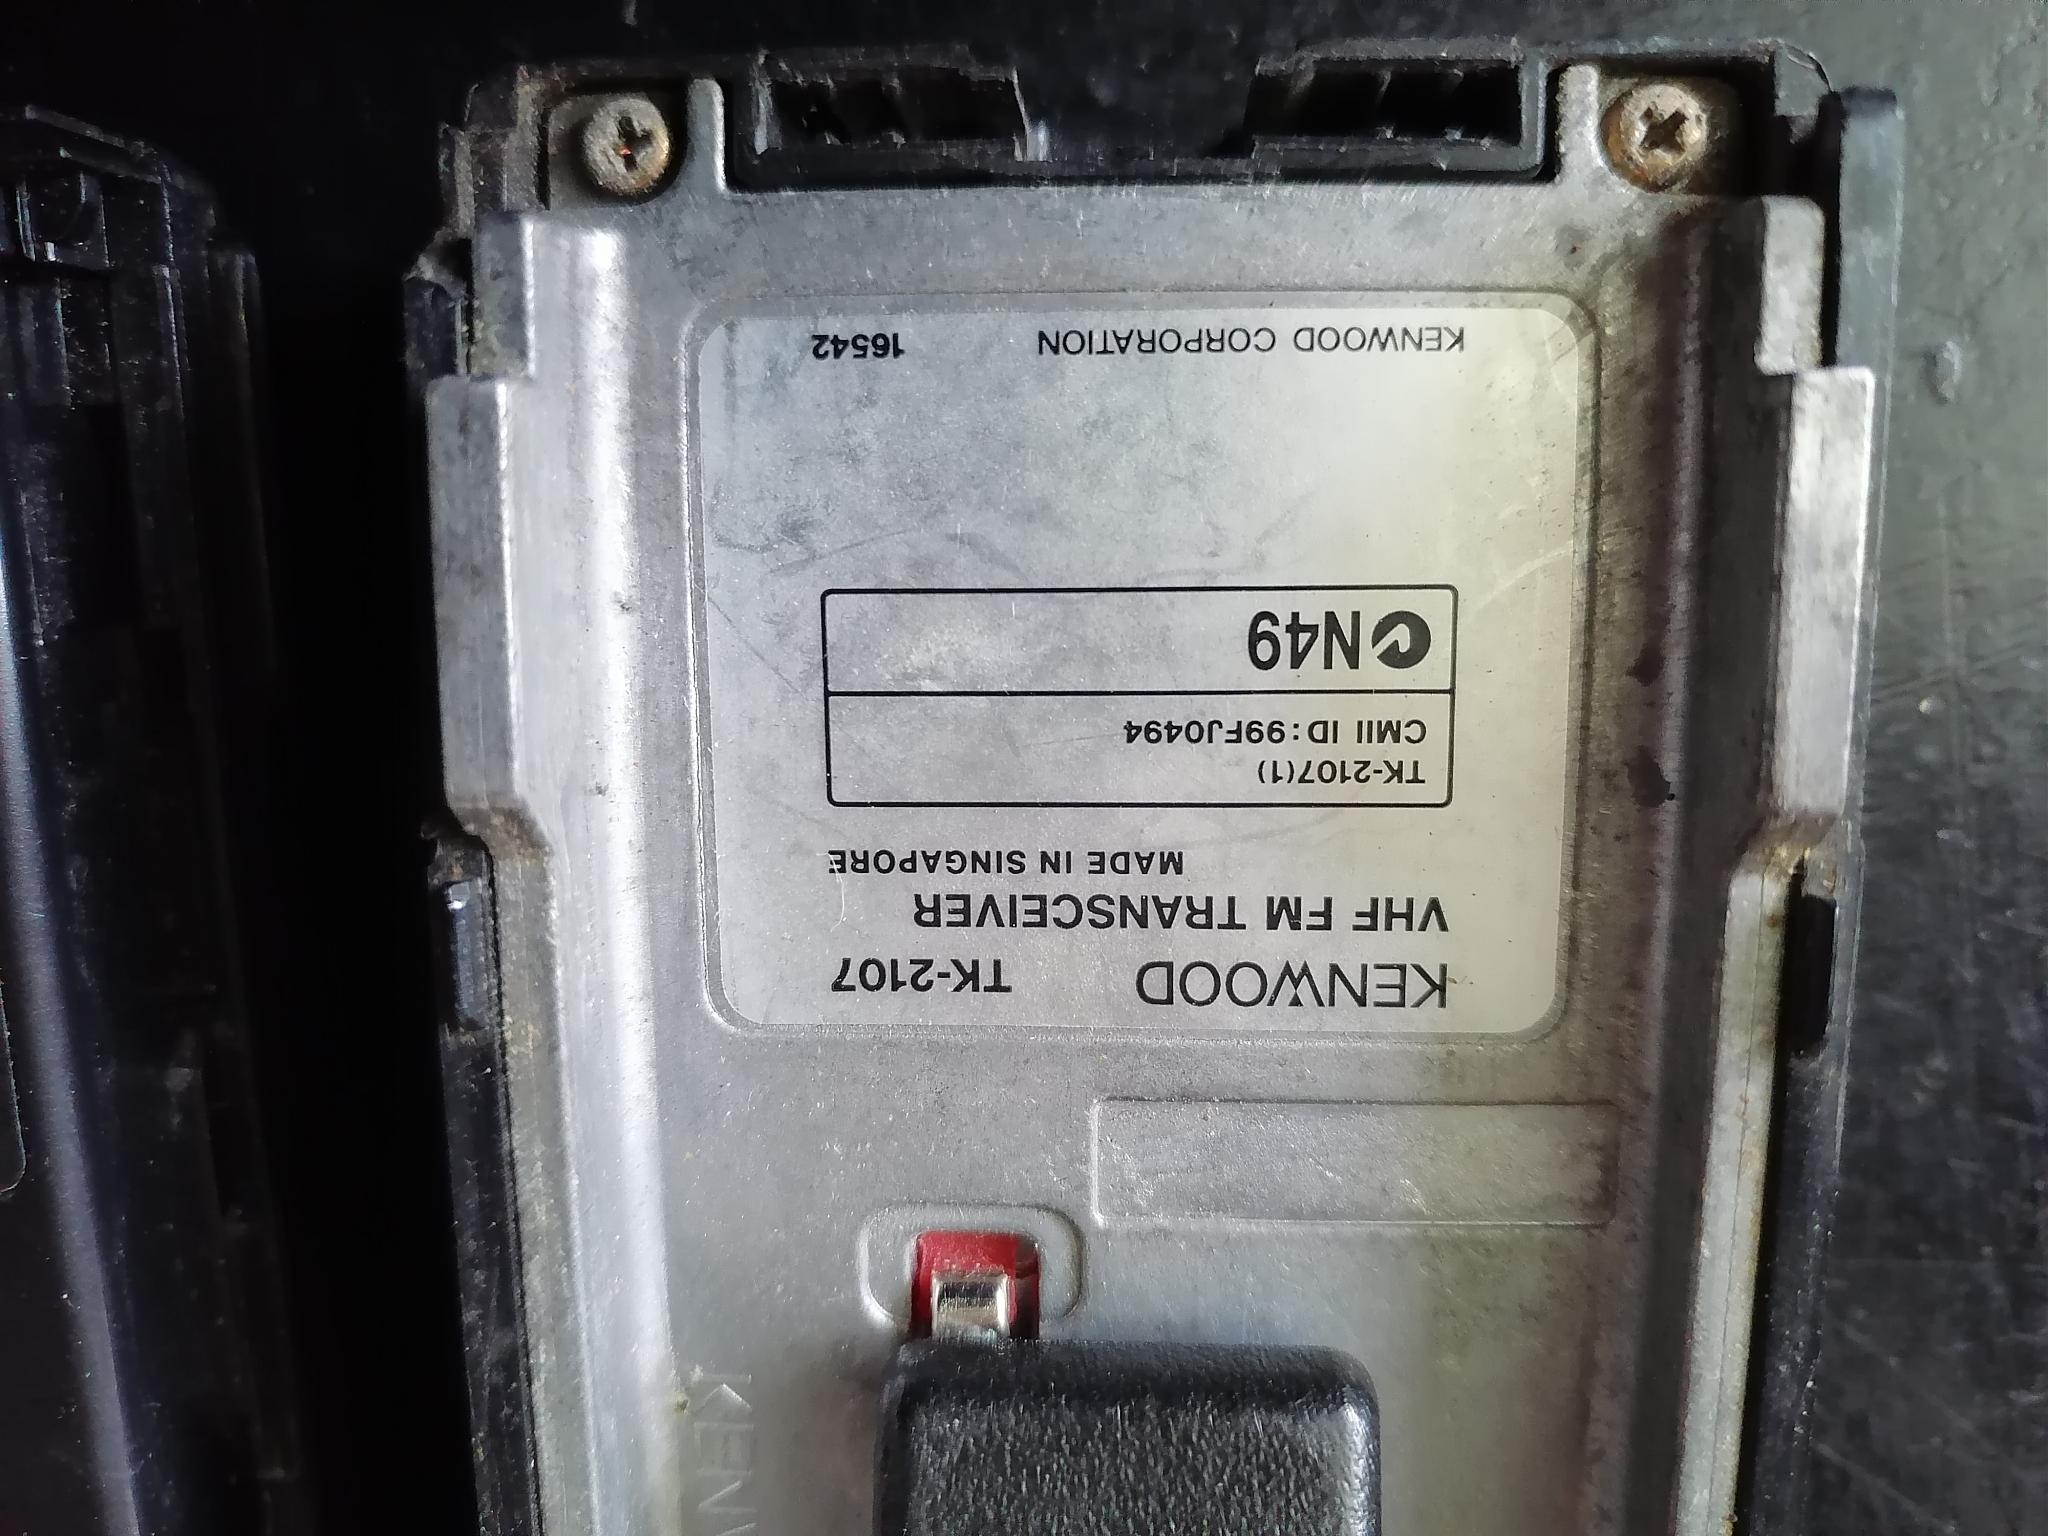 KENWOOD TK-2107
VHF FM TRANSCEIVER
MADE IN SINGAPORE
TK-2107(1)
CMII ID:99FJ0494
N49
KENWOOD CORPORATION 16542